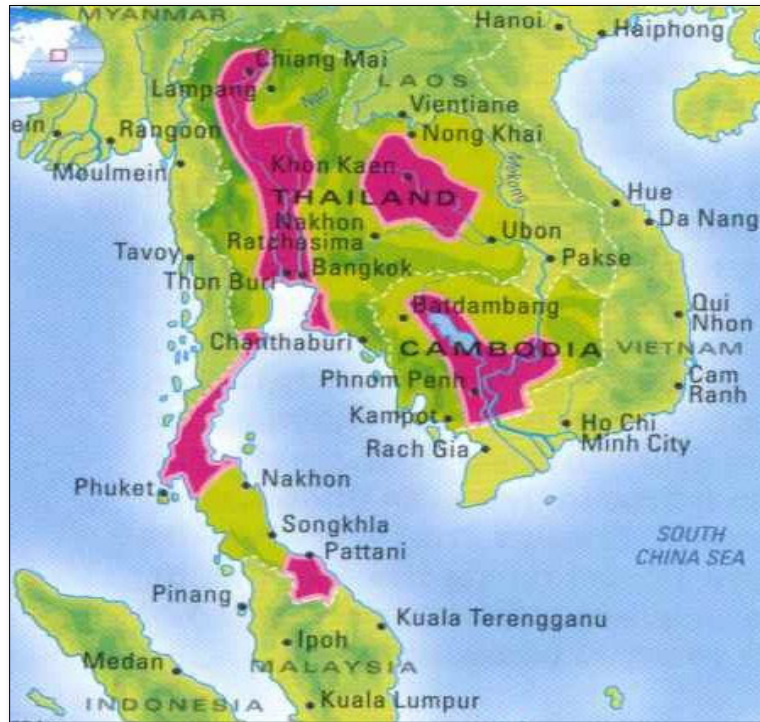 MYANMAR
Hanoi
Haiphong
Chiang Mai
LAOS
Lampang
Nan
Vientiane
ein
Rangoon
Nong Khai
Moulmein
Khon Kaen
Mekong
THAILAND
Hue
Nakhon
Ratchasima
Da Nang
Ubon
Tavoy
Pakse
Thon Buri
Bangkok
Batdambang
Qui
Nhon
Chanthaburi
CAMBODIA
VIETNAM
Phnom Penh
Cam
Ranh
Kampot
Ho Chi
Minh City
Rach Gia
Phuket
Nakhon
Songkhla
SOUTH
CHINA SEA
Pattani
Pinang
Kuala Terengganu
Ipoh
Medan
MALAYSIA
INDONESIA
Kuala Lumpur